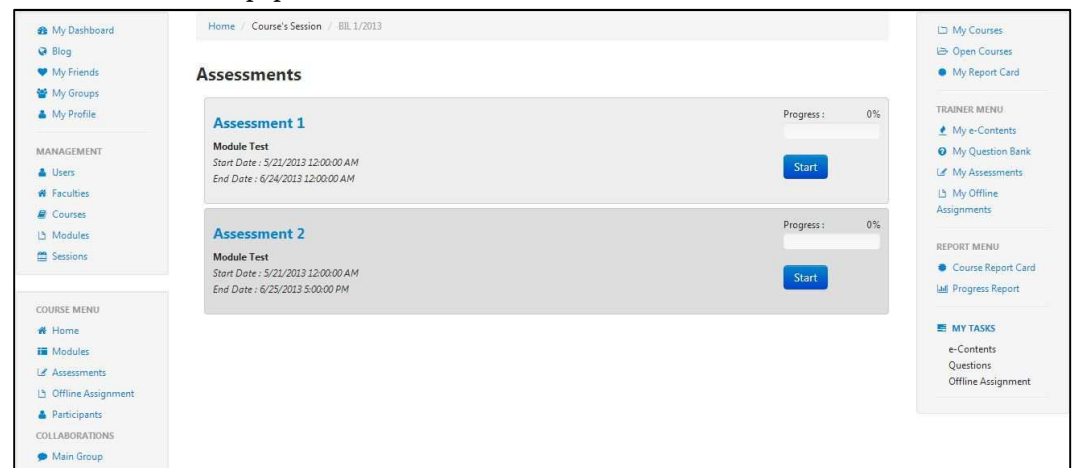 My Dashboard
Blog
My Friends
My Groups
My Profile
MANAGEMENT
Users
Faculties
Courses
Modules
Sessions
COURSE MENU
Home
Modules
Assessments
Offline Assignment
Participants
COLLABORATIONS
Main Group
Home / Course's Session / BIL 1/2013
Assessments
Assessment 1
Module Test
Start Date : 5/21/2013 12:00:00 AM
End Date : 6/24/2013 12:00:00 AM
Progress : 0%
Start
Assessment 2
Module Test
Start Date : 5/21/2013 12:00:00 AM
End Date : 6/25/2013 5:00:00 PM
Progress : 0%
Start
My Courses
Open Courses
My Report Card
TRAINER MENU
My e-Contents
My Question Bank
My Assessments
My Offline
Assignments
REPORT MENU
Course Report Card
Progress Report
MY TASKS
e-Contents
Questions
Offline Assignment